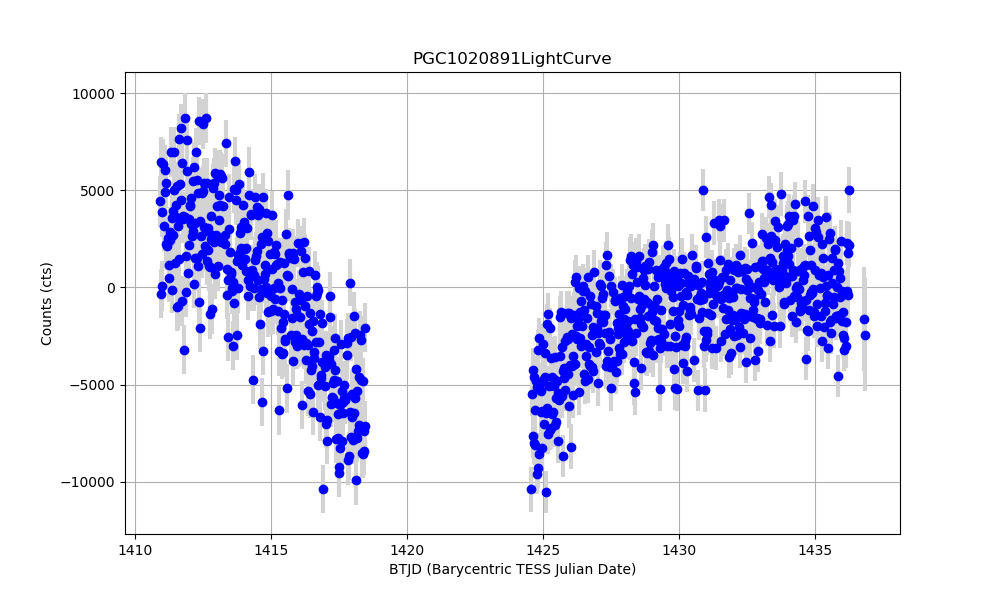 PGC1020891LightCurve
10000
5000
0
−5000
−10000
Counts (cts)
1410 1415 1420 1425 1430 1435
BTJD (Barycentric TESS Julian Date)